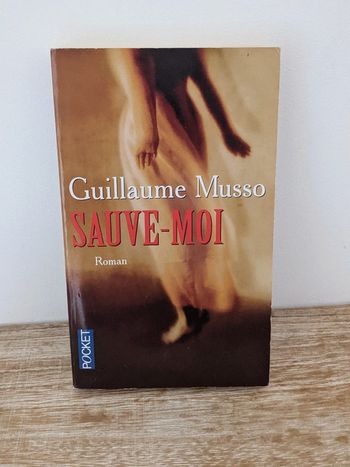 Guillaume Musso
SAUVE-MOI
Roman
POCKET